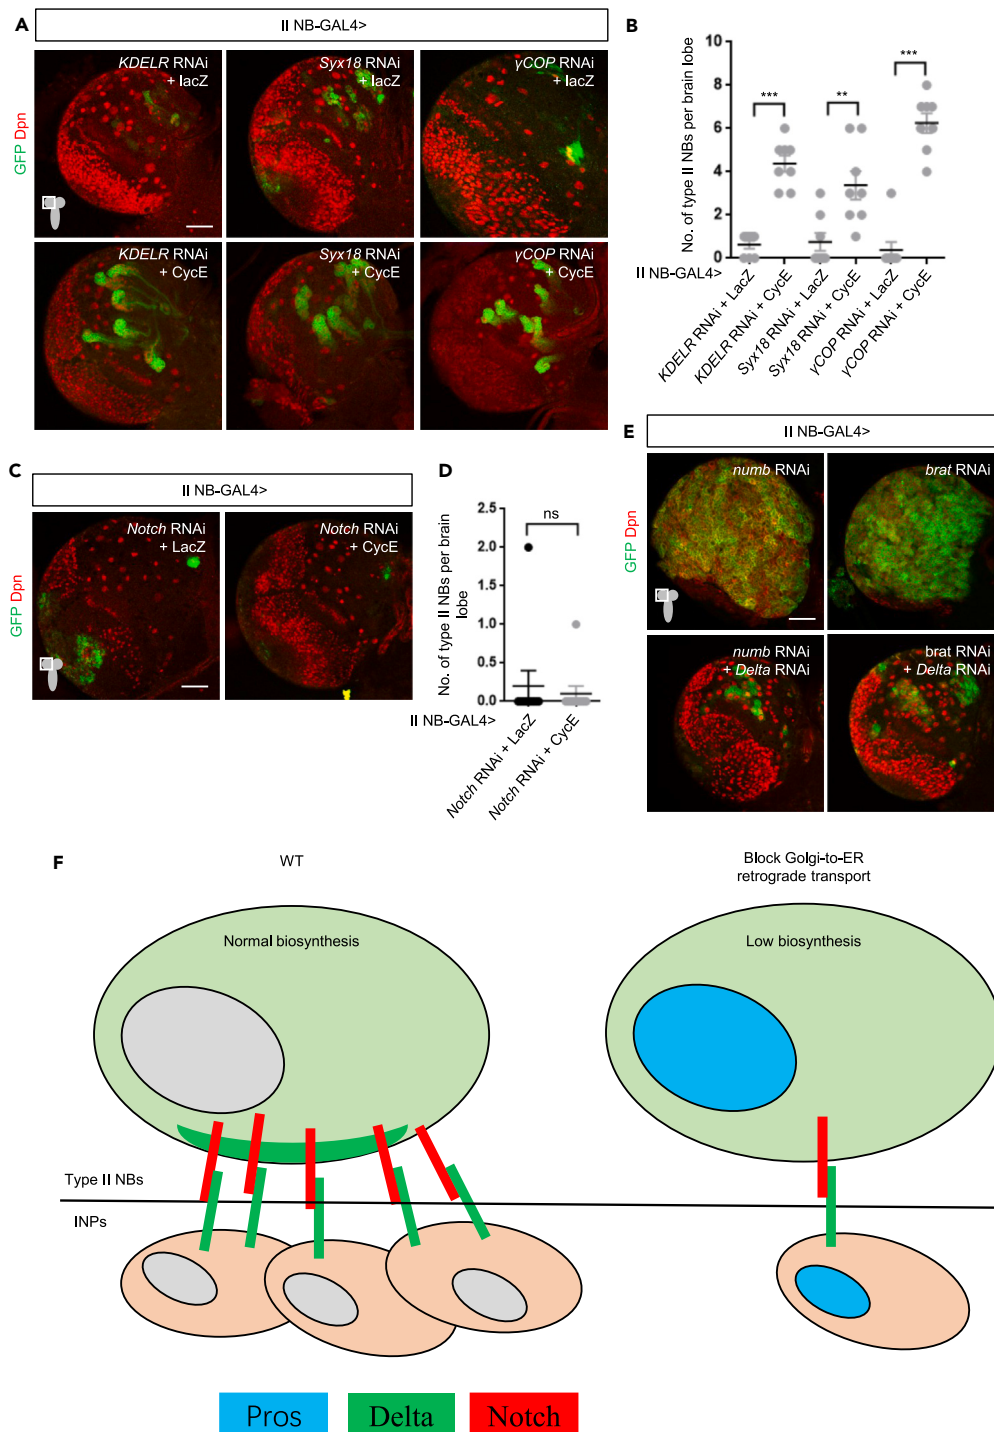 A
II NB-GAL4>
GFP Dpn
KDELR RNAi
+ lacZ
Syx18 RNAi
+ lacZ
γCOP RNAi
+ lacZ
KDELR RNAi
+ CycE
Syx18 RNAi
+ CycE
γCOP RNAi
+ CycE
B
No. of type II NBs per brain lobe
10
8
6
4
2
0
***
**
***
II NB-GAL4>
KDELR RNAi + LacZ
KDELR RNAi + CycE
Syx18 RNAi + LacZ
Syx18 RNAi + CycE
γCOP RNAi + LacZ
γCOP RNAi + CycE
C
II NB-GAL4>
GFP Dpn
Notch RNAi
+ LacZ
Notch RNAi
+ CycE
D
No. of type II NBs per brain
lobe
2.5
2.0
1.5
1.0
0.5
0.0
ns
II NB-GAL4>
Notch RNAi + LacZ
Notch RNAi + CycE
E
II NB-GAL4>
GFP Dpn
numb RNAi
brat RNAi
numb RNAi
+ Delta RNAi
brat RNAi
+ Delta RNAi
F
WT
Block Golgi-to-ER
retrograde transport
Normal biosynthesis
Low biosynthesis
Type II NBs
INPs
Pros
Delta
Notch